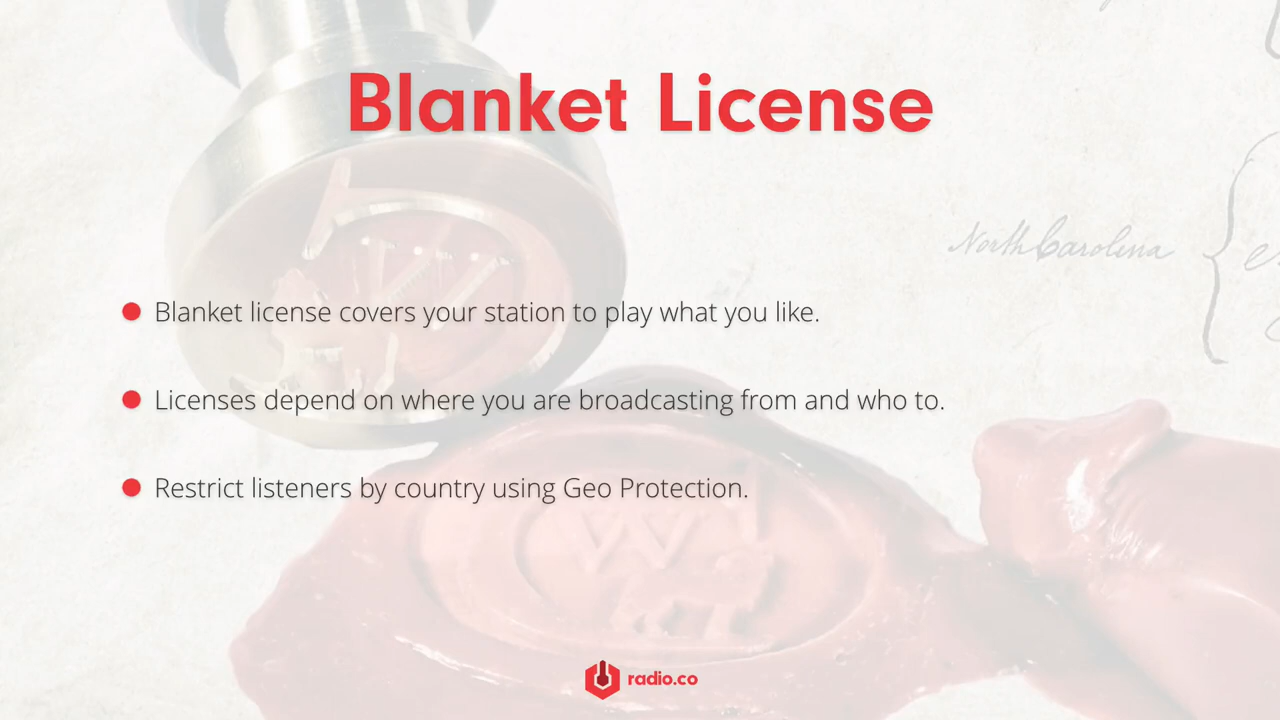 Blanket License
North Carolina
Blanket license covers your station to play what you like.
Licenses depend on where you are broadcasting from and who to.
Restrict listeners by country using Geo Protection.
W
radio.co